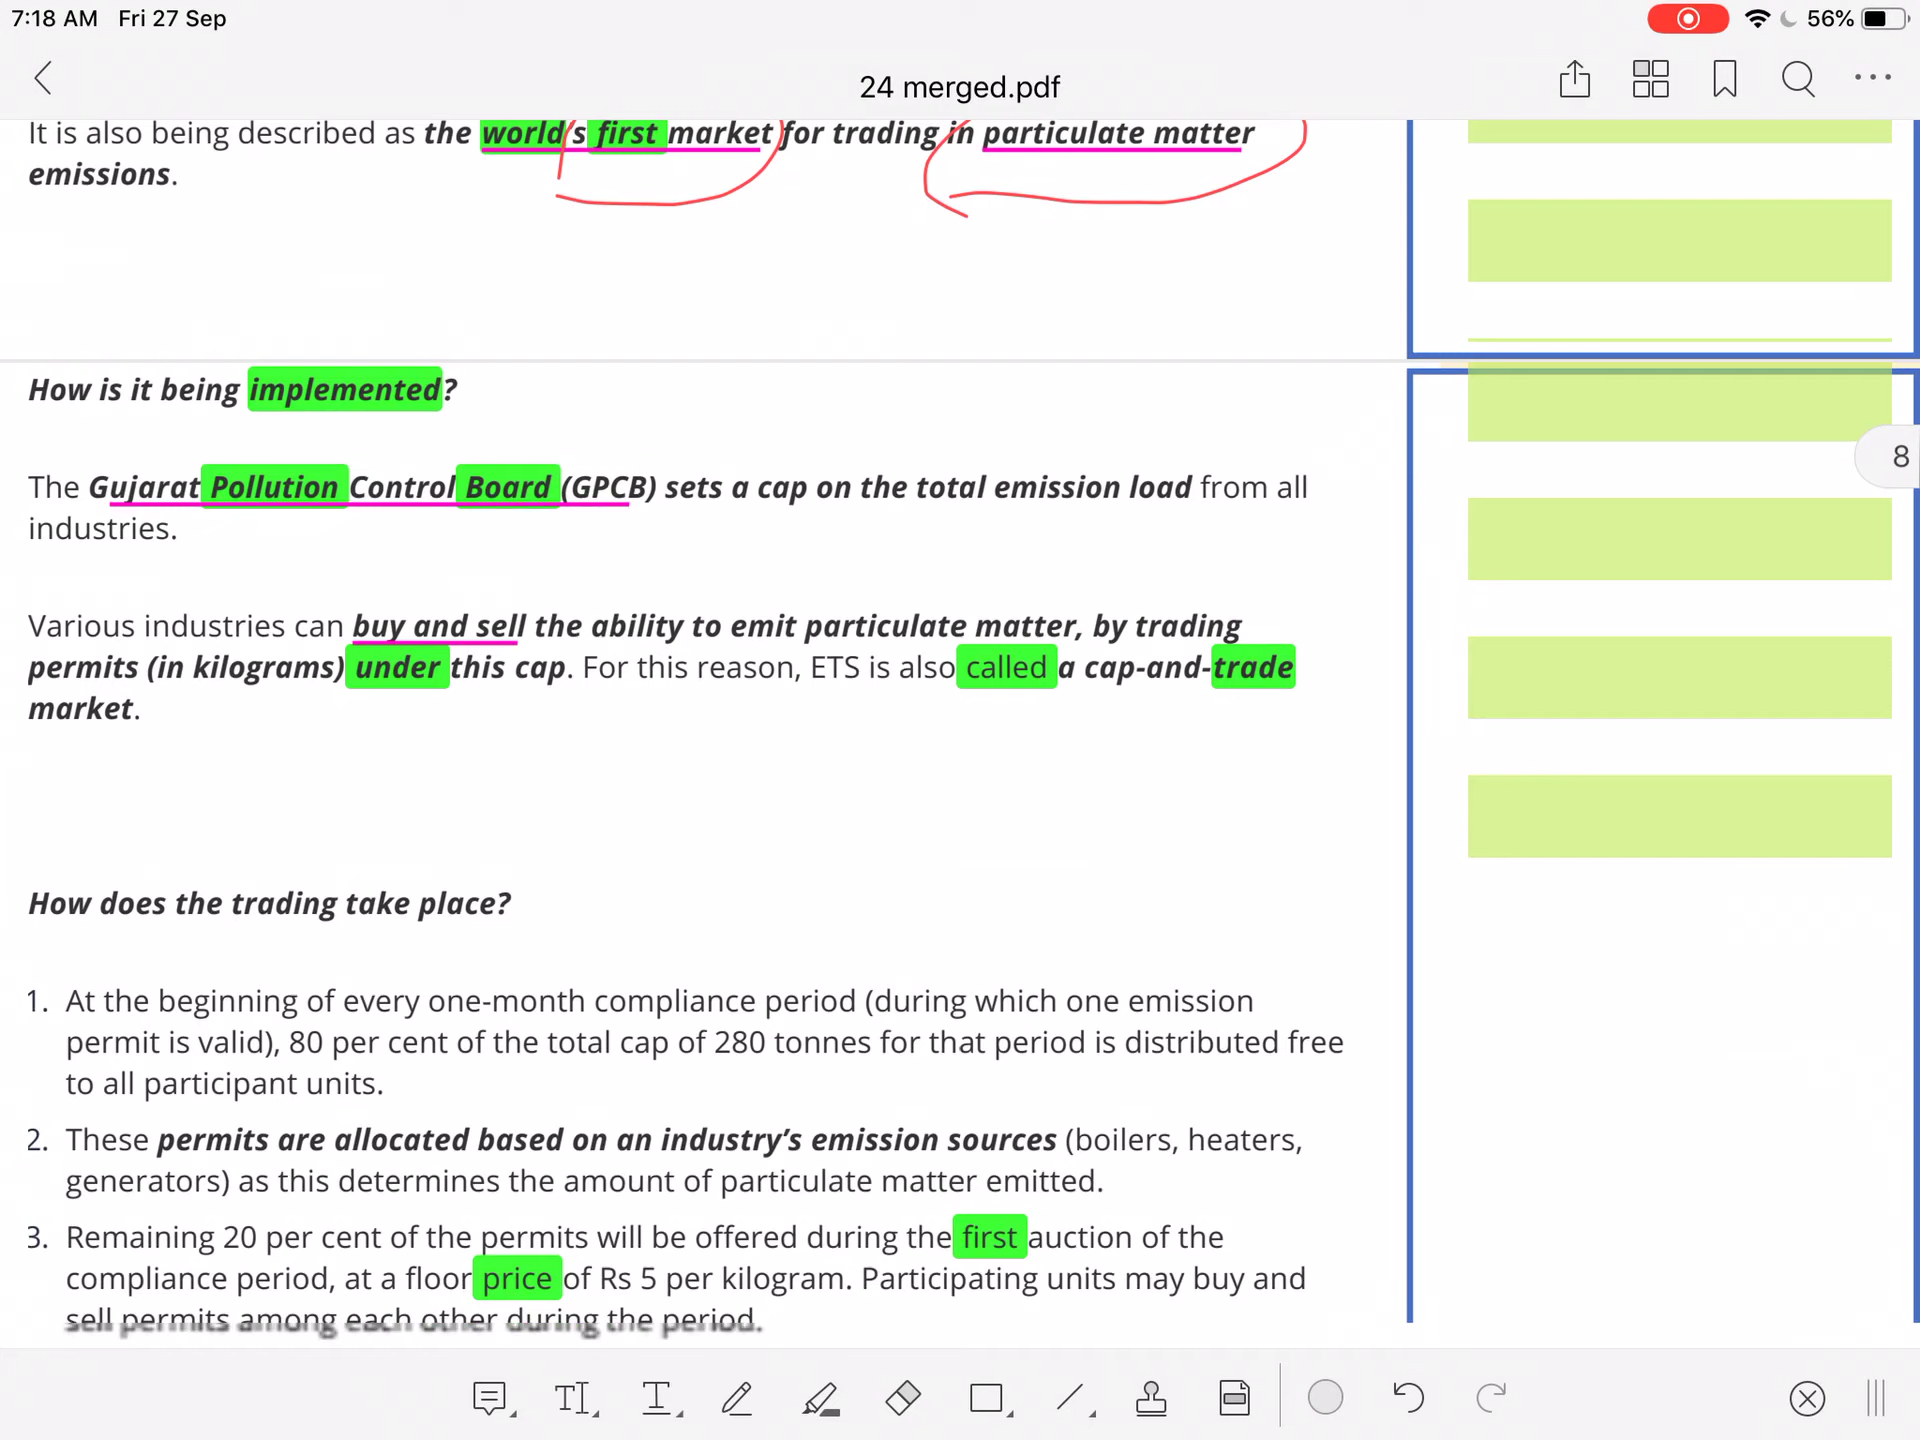 7:18 AM Fri 27 Sep
56%
24 merged.pdf
It is also being described as the world's first market for trading in particulate matter
emissions.
How is it being implemented?
8
The Gujarat Pollution Control Board (GPCB) sets a cap on the total emission load from all
industries.
Various industries can buy and sell the ability to emit particulate matter, by trading
permits (in kilograms) under this cap. For this reason, ETS is also called a cap-and-trade
market.
How does the trading take place?
1. At the beginning of every one-month compliance period (during which one emission
permit is valid), 80 per cent of the total cap of 280 tonnes for that period is distributed free
to all participant units.
2. These permits are allocated based on an industry’s emission sources (boilers, heaters,
generators) as this determines the amount of particulate matter emitted.
3. Remaining 20 per cent of the permits will be offered during the first auction of the
compliance period, at a floor price of Rs 5 per kilogram. Participating units may buy and
sell permits among each other during the period.